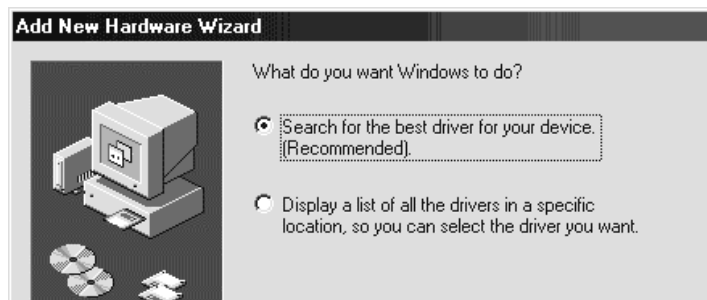 Add New Hardware Wizard
What do you want Windows to do?
Search for the best driver for your device.
(Recommended).
Display a list of all the drivers in a specific
location, so you can select the driver you want.